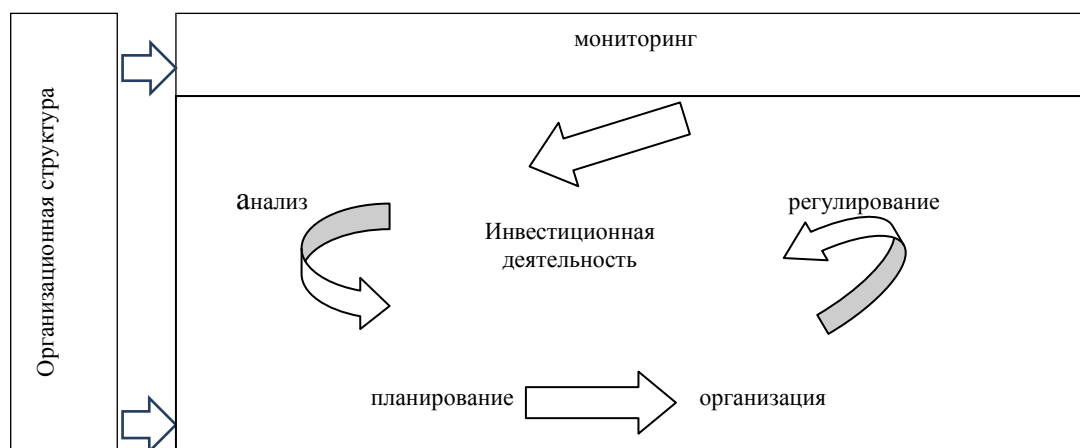 Организационная структура
мониторинг
анализ
регулирование
Инвестиционная
деятельность
планирование
организация